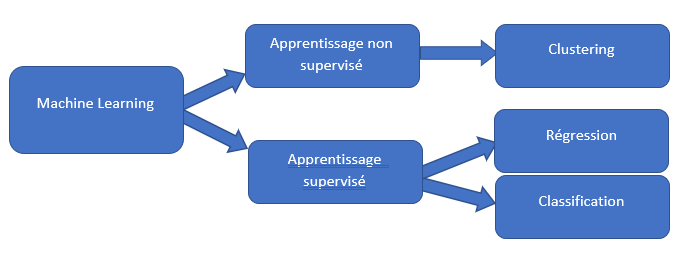 Machine Learning
Apprentissage non
supervisé
Clustering
Apprentissage
supervisé
Régression
Classification